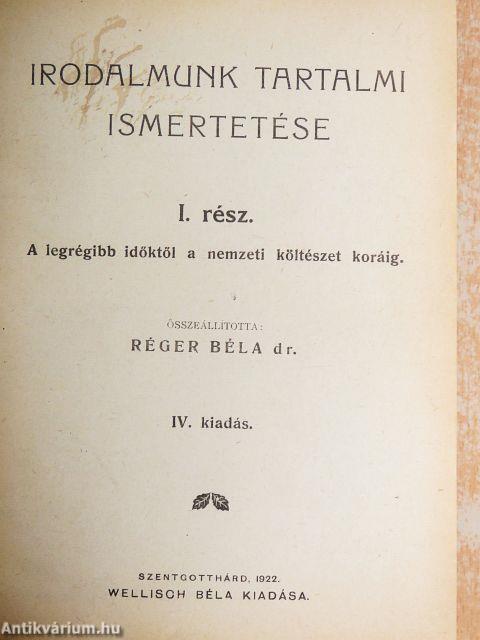 IRODALMUNK TARTALMI
ISMERTETÉSE
I. rész.
A legrégibb időktől a nemzeti költészet koráig.
ÖSSZEÁLLÍTOTTA:
RÉGER BÉLA dr.
IV. kiadás.
SZENTGOTTHÁRD, 1922.
WELLISCH BÉLA KIADÁSA.
Antikvárium.hu